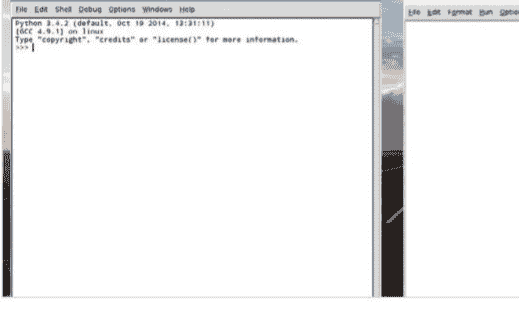 File Edit Shell Debug Options Windows Help
Python 3.4.2 (default, Oct 19 2014, 13:31:11)
[GCC 4.9.1] on linux
Type "copyright", "credits" or "license()" for more information.
>>>
File Edit Format Run Option